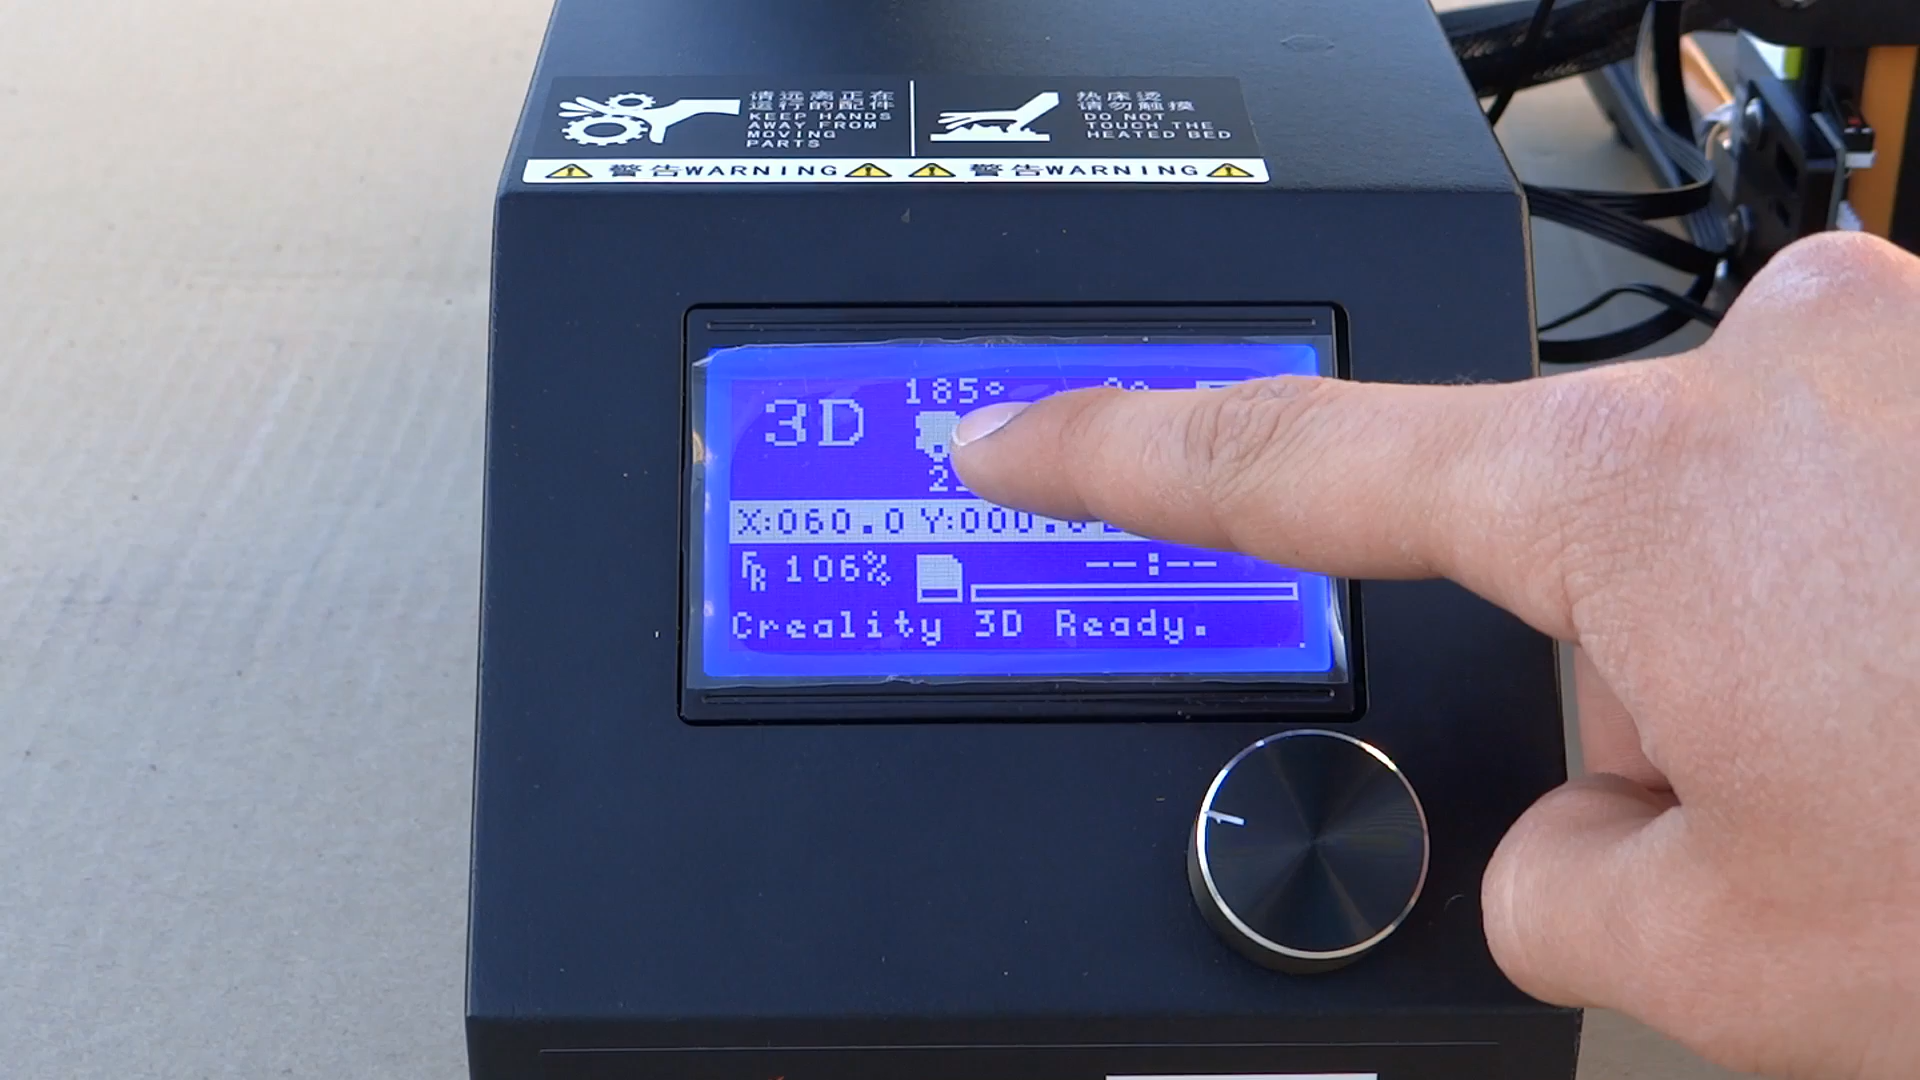 请远离正在
运行的配件
KEEP HANDS
AWAY FROM
MOVING
PARTS
热床烫
请勿触摸
DO NOT
TOUCH THE
HEATED BED
警告WARNING
警告WARNING
185°
3D
X:060.0 Y:000.0
FR 106%
--:--
Creality 3D Ready.